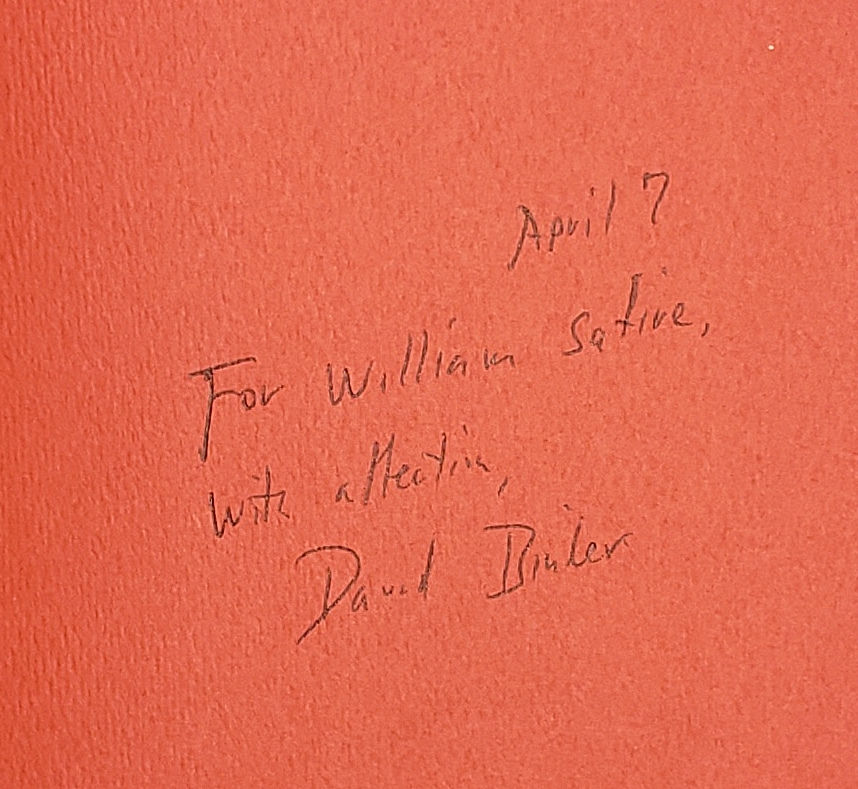 April 7
For William Safire,
With affection,
David Binder